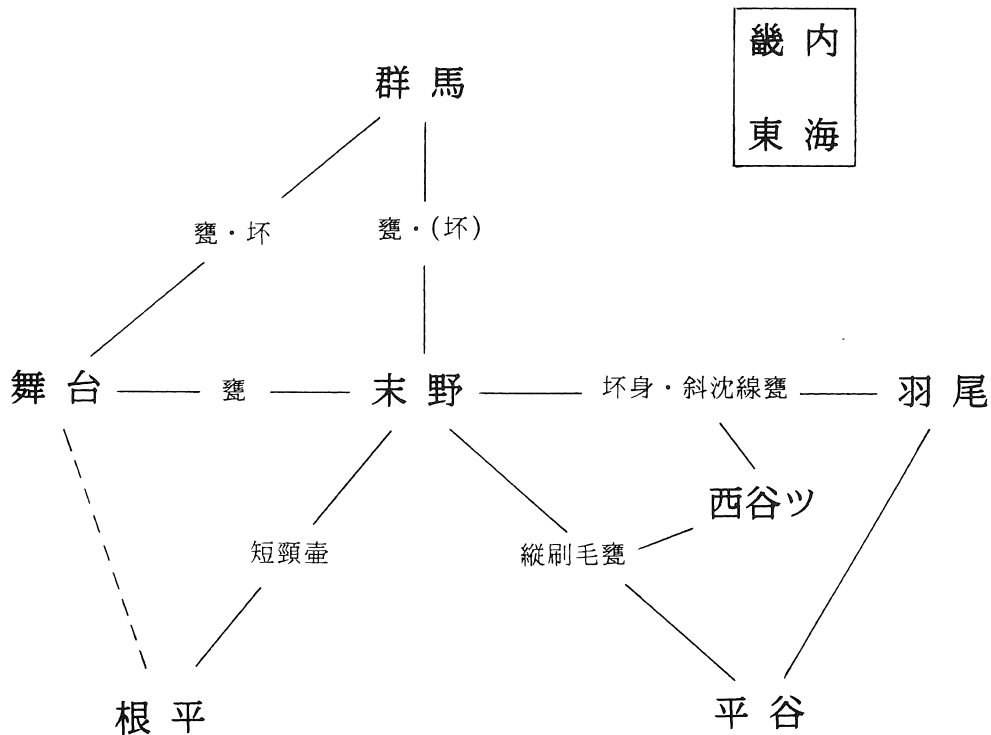 畿内
東海
群馬
甕・坏
甕・(坏)
舞台
甕
末野
坏身・斜沈線甕
羽尾
西谷ツ
短頸壷
縦刷毛甕
根平
平谷